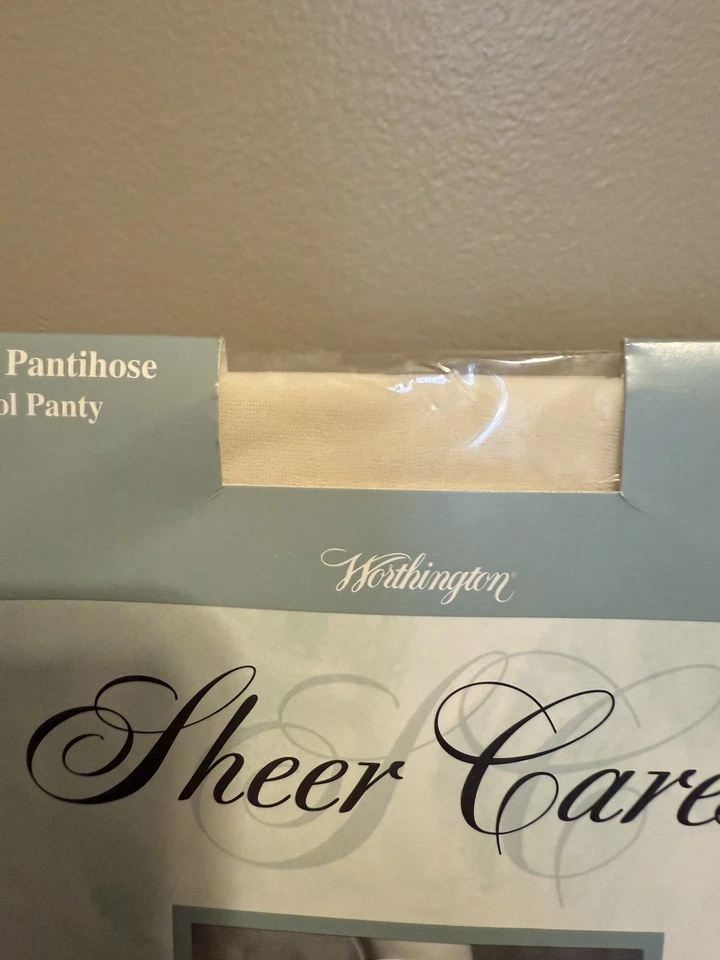 Pantihose
ol Panty
Worthington
Sheer Care